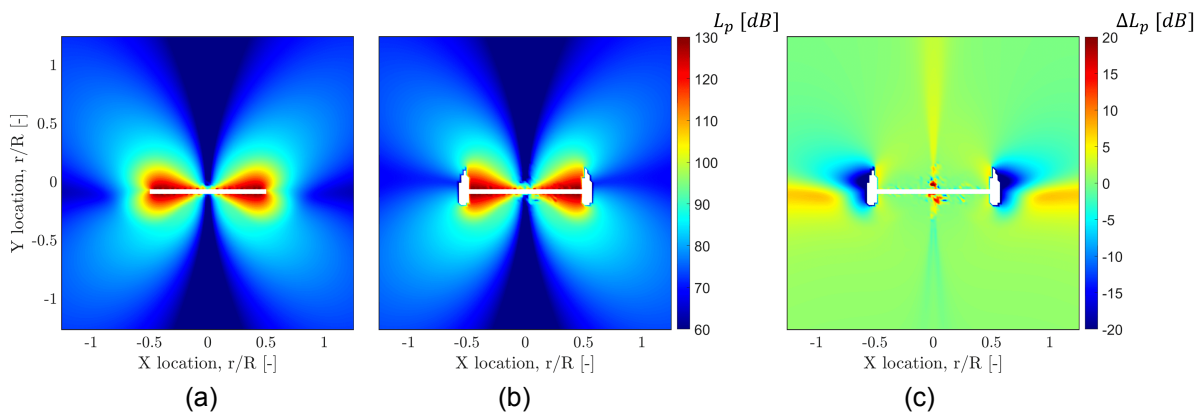 L_p [dB]
ΔL_p [dB]
Y location, r/R [-]
1
0.5
0
-0.5
-1
-1 -0.5 0 0.5 1
X location, r/R [-]
(a)
-1 -0.5 0 0.5 1
X location, r/R [-]
(b)
130
120
110
100
90
80
70
60
-1 -0.5 0 0.5 1
X location, r/R [-]
(c)
20
15
10
5
0
-5
-10
-15
-20